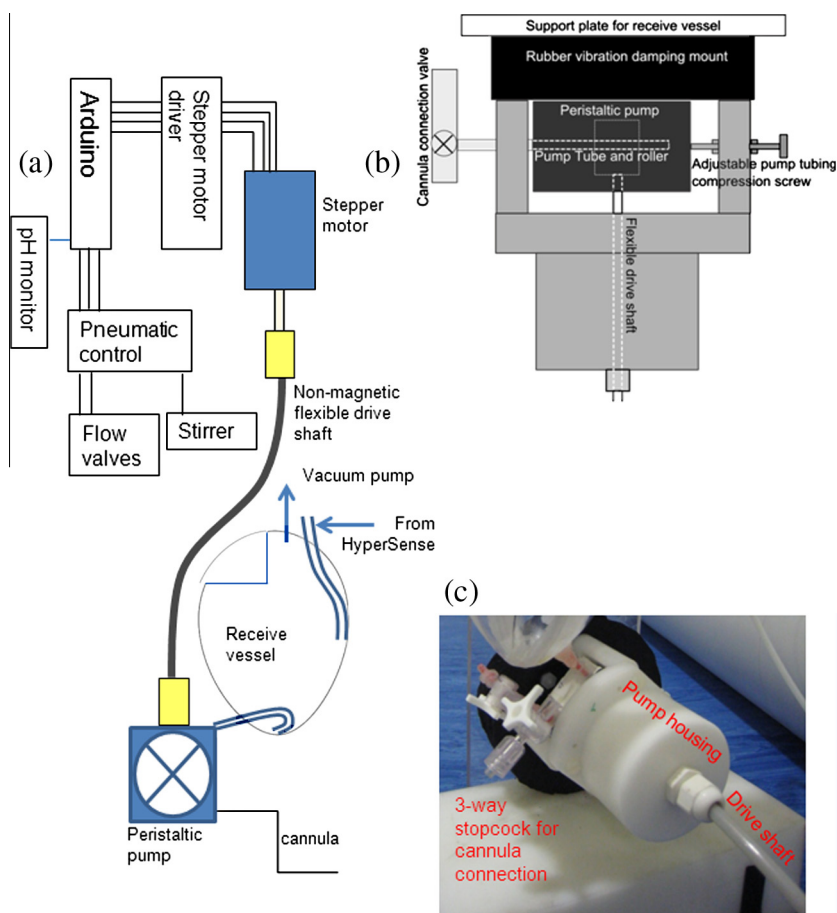 (a)
Arduino
Stepper motor
driver
Stepper
motor
pH monitor
Pneumatic
control
Flow
valves
Stirrer
Non-magnetic
flexible drive
shaft
Vacuum pump
From
HyperSense
Receive
vessel
Peristaltic
pump
cannula
(b)
Support plate for receive vessel
Rubber vibration damping mount
Cannula connection valve
Peristaltic pump
Pump Tube and roller
Adjustable pump tubing
compression screw
Flexible drive
shaft
(c)
Pump housing
Drive shaft
3-way
stopcock for
cannula
connection